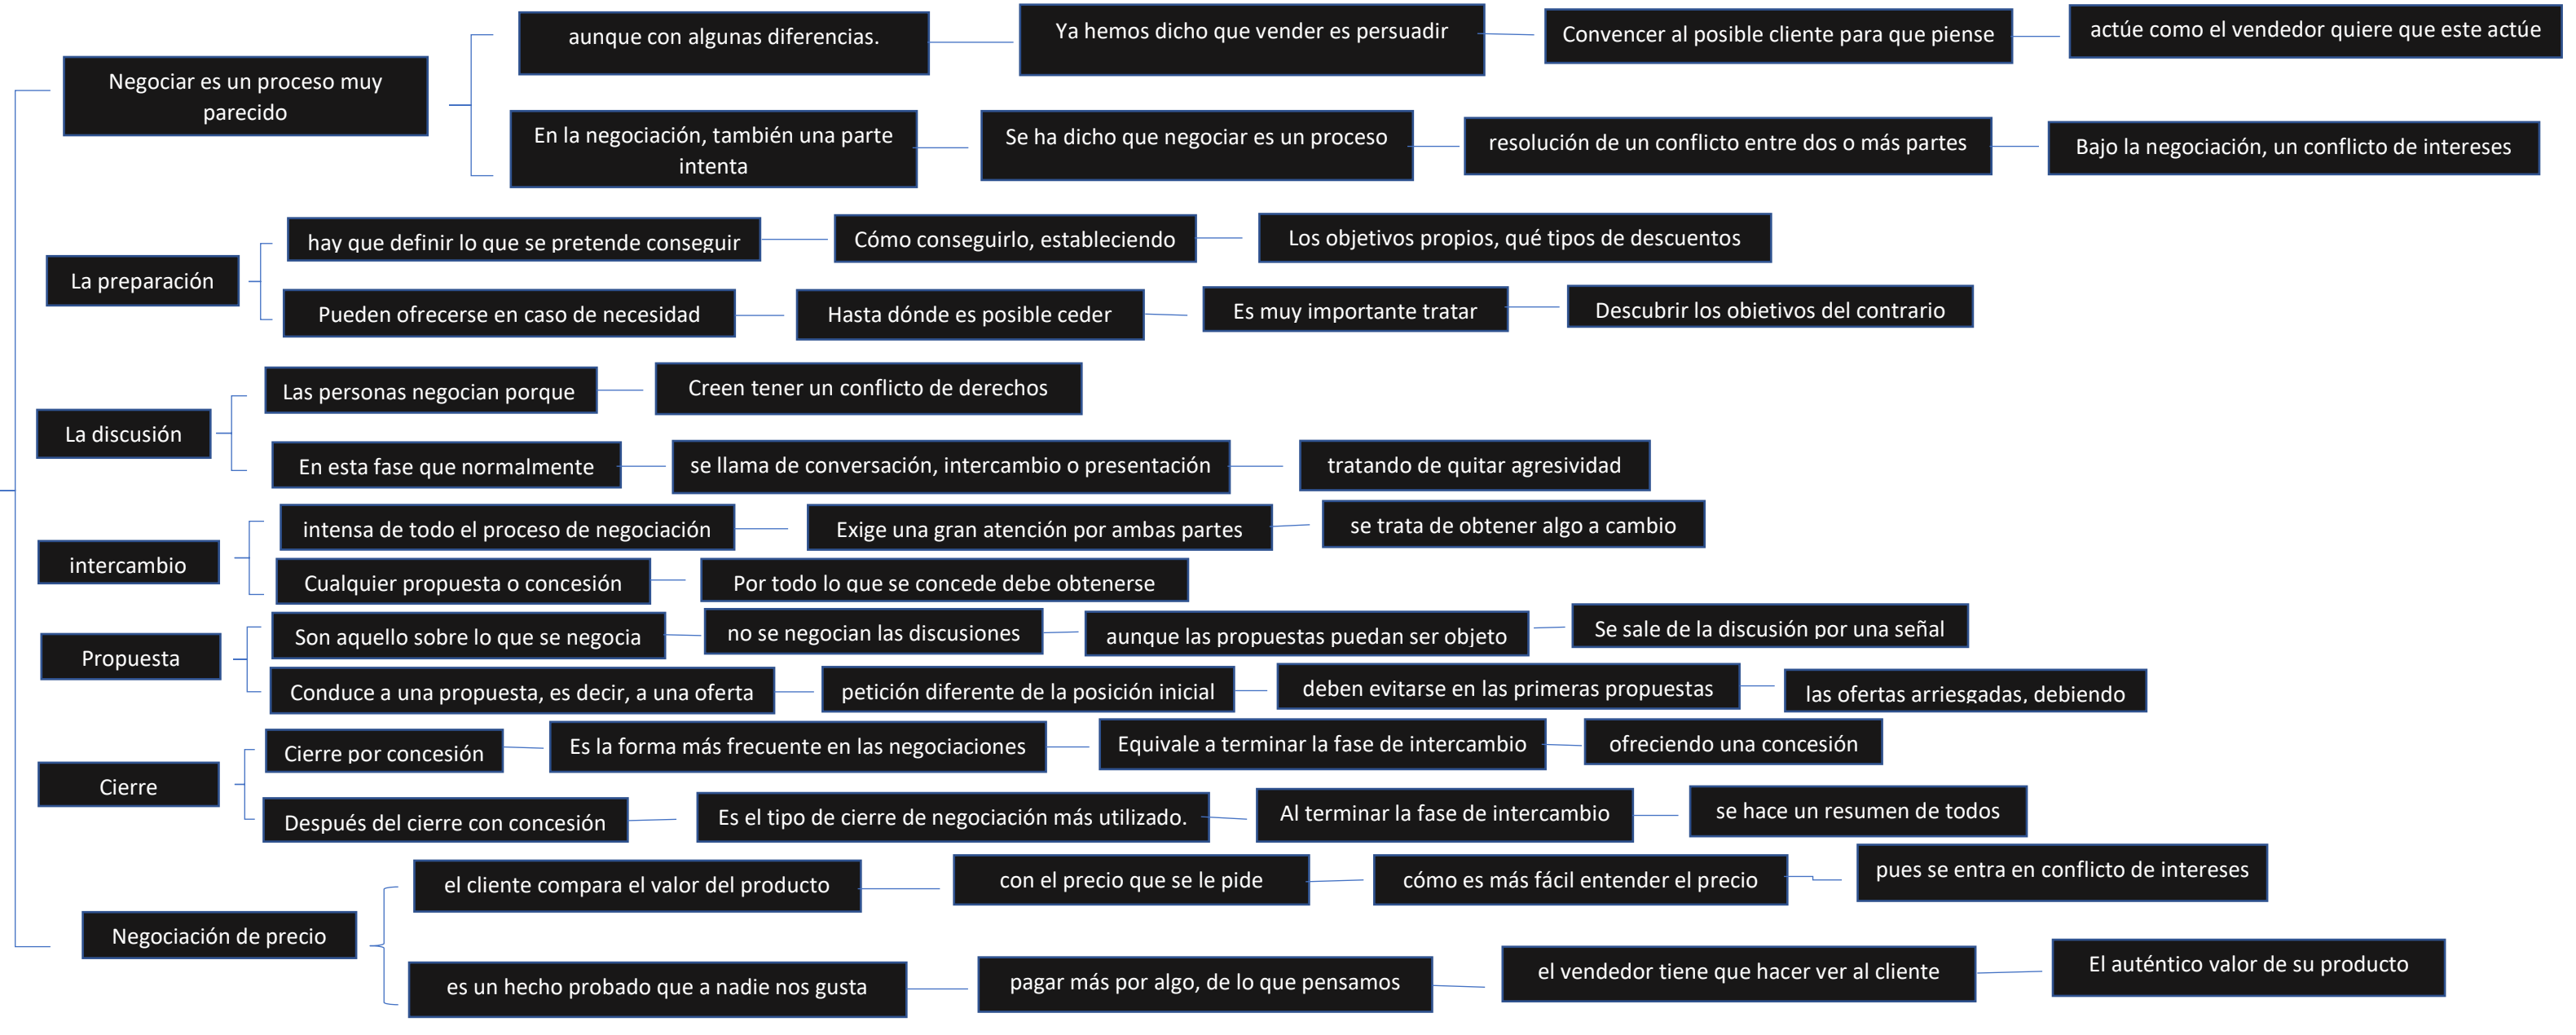 Negociar es un proceso muy
parecido
aunque con algunas diferencias.
Ya hemos dicho que vender es persuadir
Convencer al posible cliente para que piense
actúe como el vendedor quiere que este actúe
En la negociación, también una parte
intenta
Se ha dicho que negociar es un proceso
resolución de un conflicto entre dos o más partes
Bajo la negociación, un conflicto de intereses
La preparación
hay que definir lo que se pretende conseguir
Cómo conseguirlo, estableciendo
Los objetivos propios, qué tipos de descuentos
Pueden ofrecerse en caso de necesidad
Hasta dónde es posible ceder
Es muy importante tratar
Descubrir los objetivos del contrario
La discusión
Las personas negocian porque
Creen tener un conflicto de derechos
En esta fase que normalmente
se llama de conversación, intercambio o presentación
tratando de quitar agresividad
intercambio
intensa de todo el proceso de negociación
Exige una gran atención por ambas partes
se trata de obtener algo a cambio
Cualquier propuesta o concesión
Por todo lo que se concede debe obtenerse
Propuesta
Son aquello sobre lo que se negocia
no se negocian las discusiones
aunque las propuestas puedan ser objeto
Se sale de la discusión por una señal
Conduce a una propuesta, es decir, a una oferta
petición diferente de la posición inicial
deben evitarse en las primeras propuestas
las ofertas arriesgadas, debiendo
Cierre
Cierre por concesión
Es la forma más frecuente en las negociaciones
Equivale a terminar la fase de intercambio
ofreciendo una concesión
Después del cierre con concesión
Es el tipo de cierre de negociación más utilizado.
Al terminar la fase de intercambio
se hace un resumen de todos
Negociación de precio
el cliente compara el valor del producto
con el precio que se le pide
cómo es más fácil entender el precio
pues se entra en conflicto de intereses
es un hecho probado que a nadie nos gusta
pagar más por algo, de lo que pensamos
el vendedor tiene que hacer ver al cliente
El auténtico valor de su producto